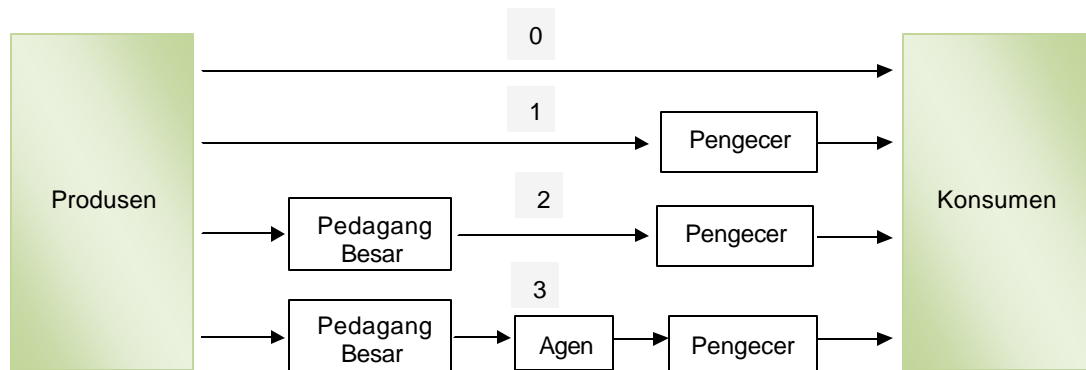 0
1
Pengecer
Produsen
Konsumen
Pedagang
Besar
2
Pengecer
3
Pedagang
Besar
Agen
Pengecer